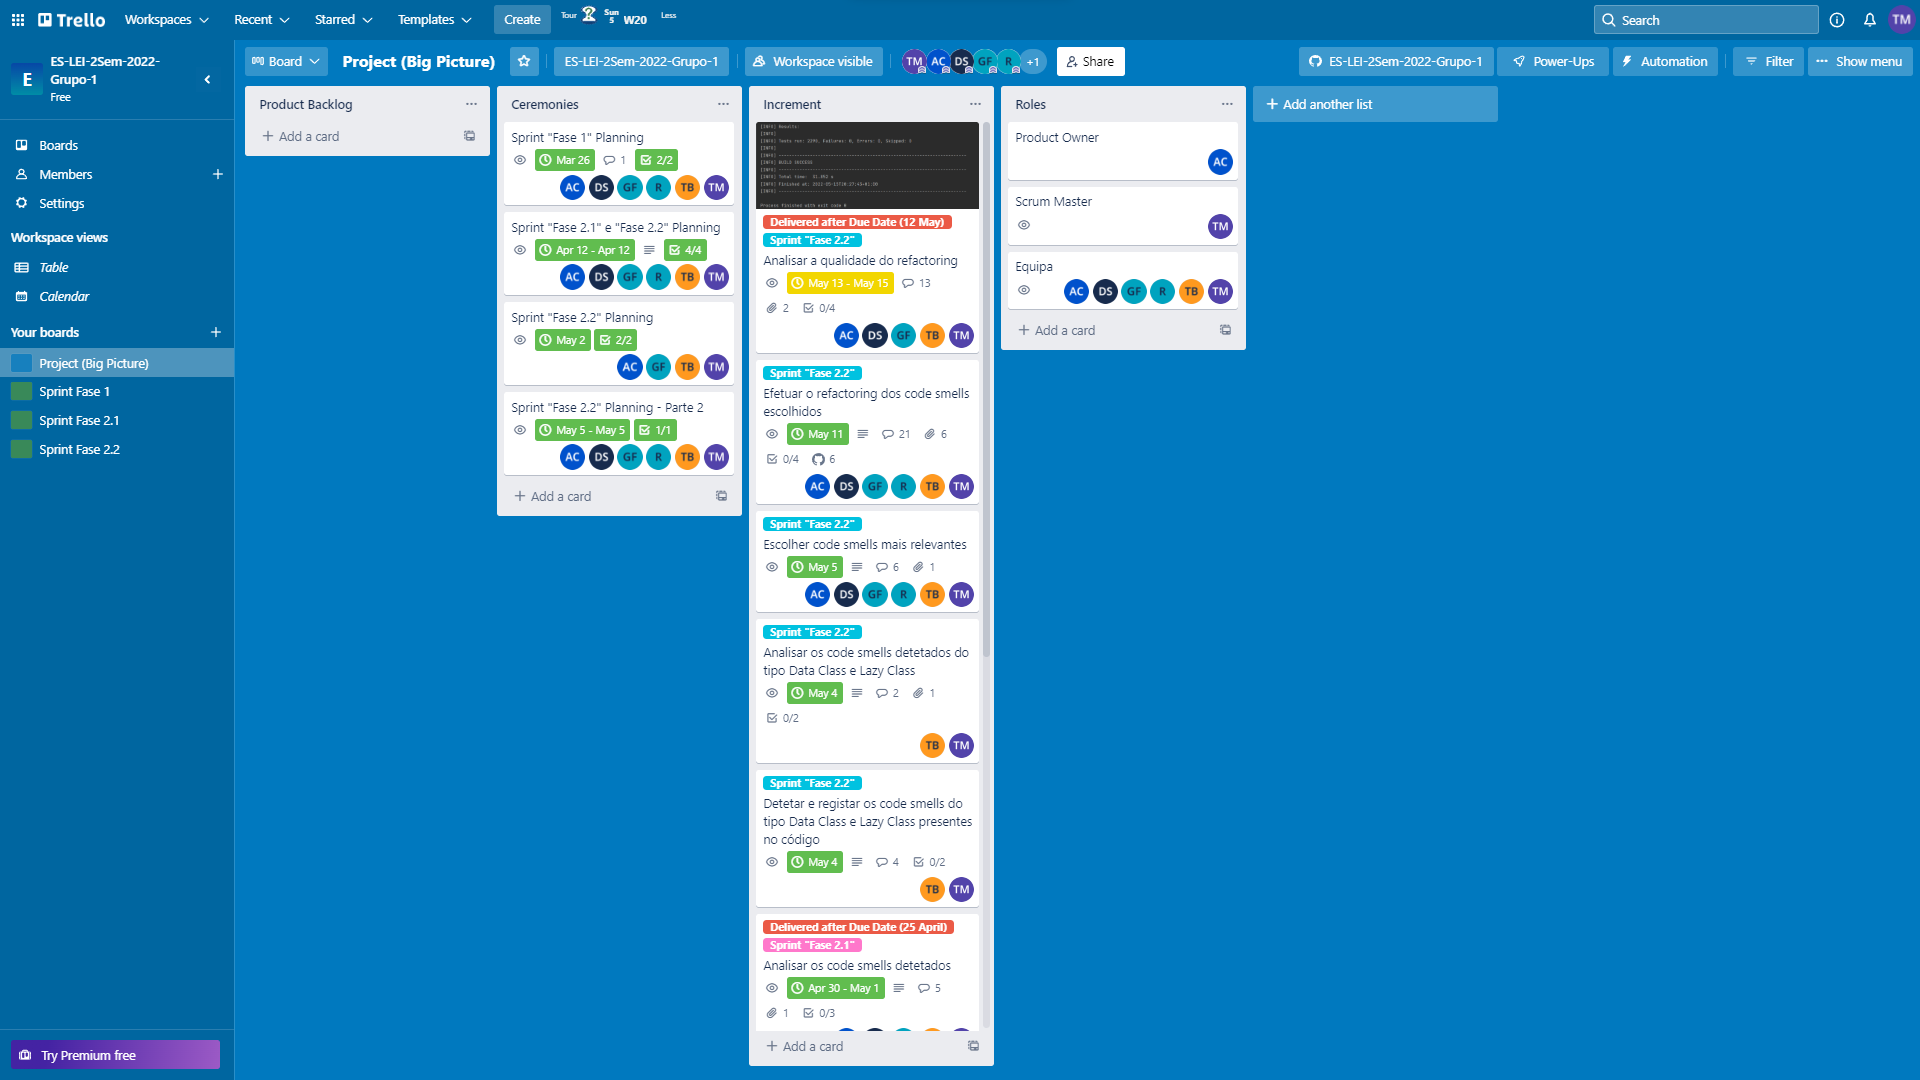 Trello
Workspaces
Recent
Starred
Templates
Create
Tour
Sun
5
W20
Less
Search
TM
E
ES-LEI-2Sem-2022-
Grupo-1
Free
Boards
Members
Settings
Workspace views
Table
Calendar
Your boards
Project (Big Picture)
Sprint Fase 1
Sprint Fase 2.1
Sprint Fase 2.2
Try Premium free
Board
Project (Big Picture)
ES-LEI-2Sem-2022-Grupo-1
Workspace visible
TM AC DS GF R +1
Share
ES-LEI-2Sem-2022-Grupo-1
Power-Ups
Automation
Filter
Show menu
Product Backlog
+ Add a card
Ceremonies
Sprint "Fase 1" Planning
Mar 26 1 2/2
AC DS GF R TB TM
Sprint "Fase 2.1" e "Fase 2.2" Planning
Apr 12 - Apr 12 4/4
AC DS GF R TB TM
Sprint "Fase 2.2" Planning
May 2 2/2
AC GF TB TM
Sprint "Fase 2.2" Planning - Parte 2
May 5 - May 5 1/1
AC DS GF R TB TM
+ Add a card
Increment
[INFO] Results:
[INFO]
[INFO]
[INFO] BUILD SUCCESS
[INFO]
Process finished with exit code 0
Delivered after Due Date (12 May)
Sprint "Fase 2.2"
Analisar a qualidade do refactoring
May 13 - May 15 13
2 0/4
AC DS GF TB TM
Sprint "Fase 2.2"
Efetuar o refactoring dos code smells
escolhidos
May 11 21 6
0/4 6
AC DS GF R TB TM
Sprint "Fase 2.2"
Escolher code smells mais relevantes
May 5 6 1
AC DS GF R TB TM
Sprint "Fase 2.2"
Analisar os code smells detetados do
tipo Data Class e Lazy Class
May 4 2 1
0/2
TB TM
Sprint "Fase 2.2"
Detetar e registar os code smells do
tipo Data Class e Lazy Class presentes
no código
May 4 4 0/2
TB TM
Delivered after Due Date (25 April)
Sprint "Fase 2.1"
Analisar os code smells detetados
Apr 30 - May 1 5
1 0/3
+ Add a card
Roles
Product Owner
AC
Scrum Master
TM
Equipa
AC DS GF R TB TM
+ Add a card
+ Add another list